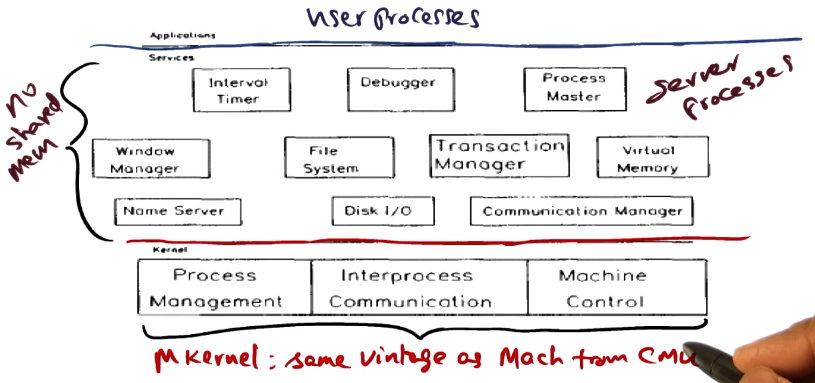 user processes
Applications
Services
Interval
Timer
Debugger
Process
Master
server
processes
no
shared
mem
Window
Manager
File
System
Transaction
Manager
Virtual
Memory
Name Server
Disk I/O
Communication Manager
Kernel
Process
Management
Interprocess
Communication
Machine
Control
μkernel: same vintage as Mach from CMU